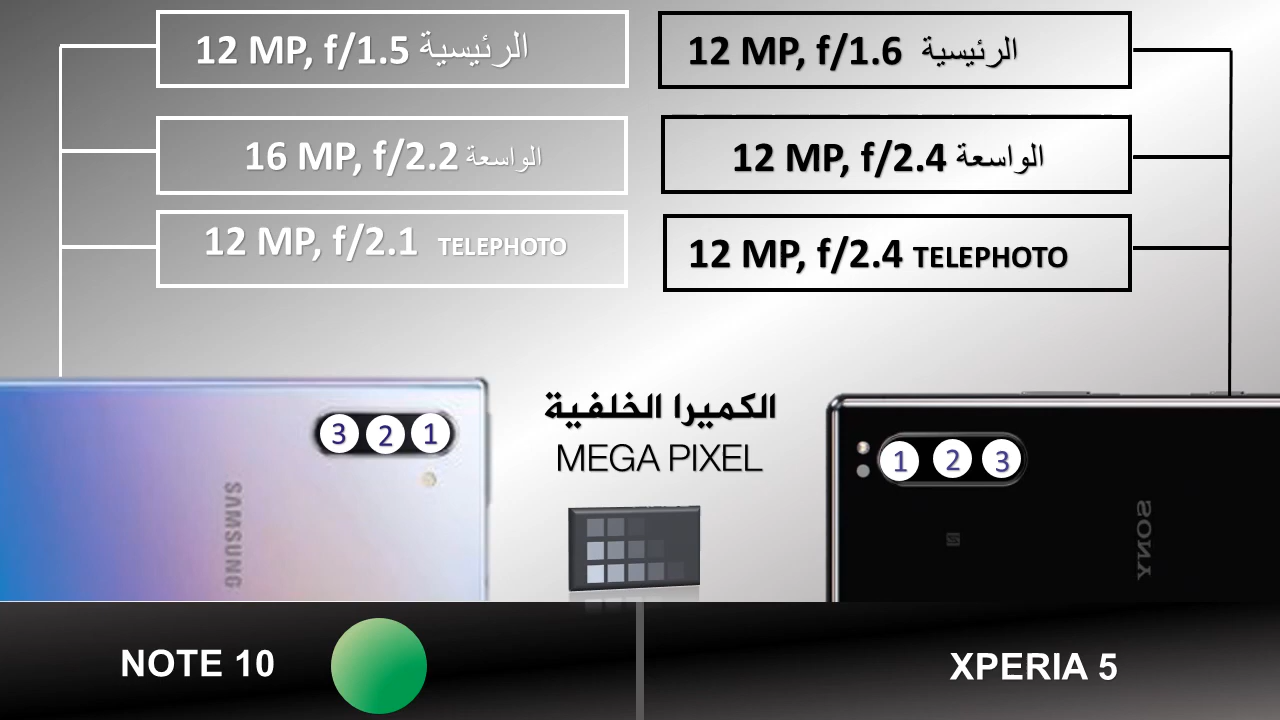 12 MP, f/1.5 الرئيسية
16 MP, f/2.2 الواسعة
12 MP, f/2.1 TELEPHOTO
12 MP, f/1.6 الرئيسية
12 MP, f/2.4 الواسعة
12 MP, f/2.4 TELEPHOTO
الكميرا الخلفية
MEGA PIXEL
3 2 1
SAMSUNG
1 2 3
SONY
NOTE 10
XPERIA 5